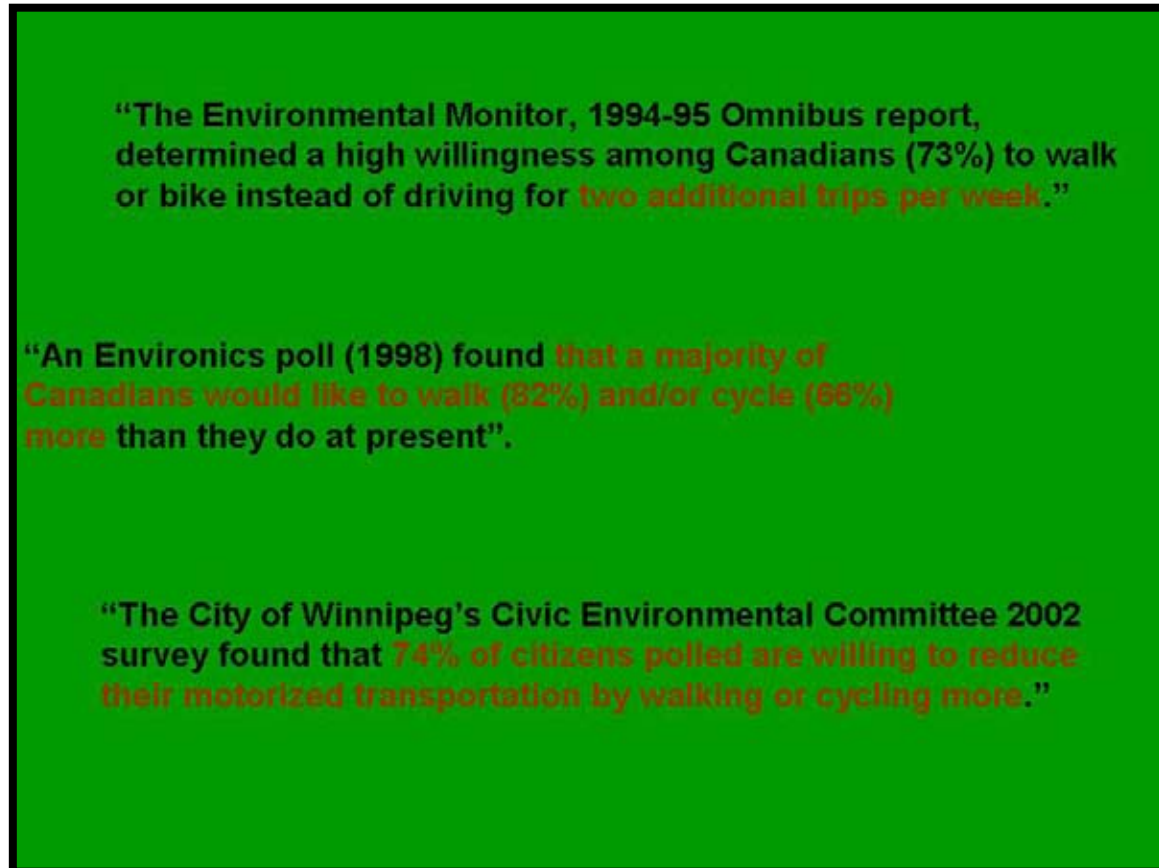 “The Environmental Monitor, 1994-95 Omnibus report,
determined a high willingness among Canadians (73%) to walk
or bike instead of driving for two additional trips per week.”
“An Environics poll (1998) found that a majority of
Canadians would like to walk (82%) and/or cycle (66%)
more than they do at present”.
“The City of Winnipeg’s Civic Environmental Committee 2002
survey found that 74% of citizens polled are willing to reduce
their motorized transportation by walking or cycling more.”